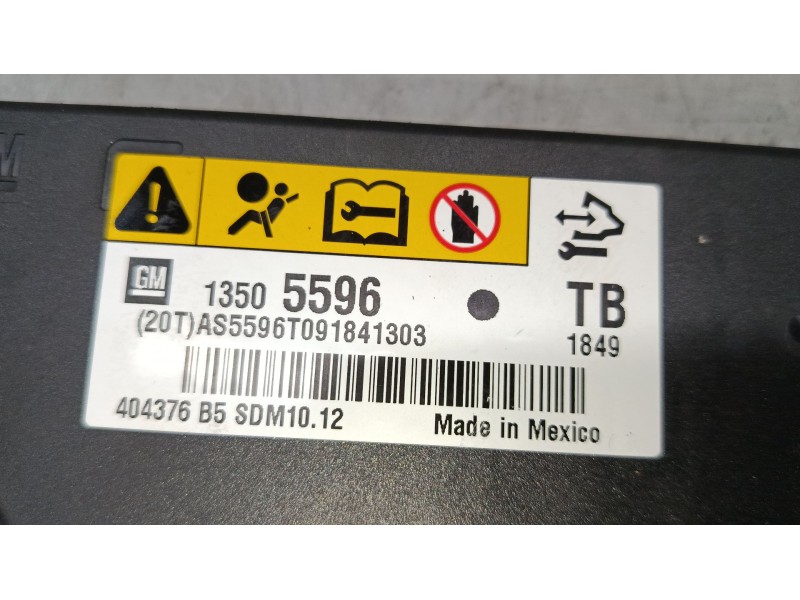 GM 1350 5596 TB
(20T)AS5596T091841303 1849
404376 B5 SDM10.12 Made in Mexico